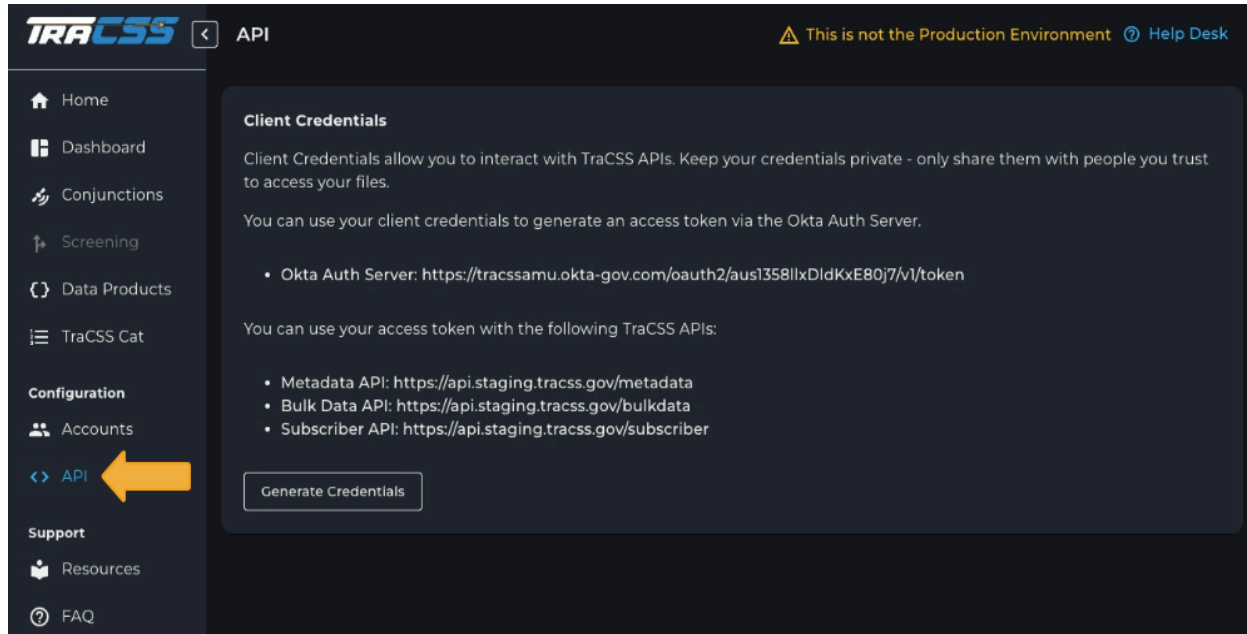 TRACSS
API
This is not the Production Environment
Help Desk
Home
Dashboard
Conjunctions
Screening
Data Products
TraCSS Cat
Configuration
Accounts
API
Support
Resources
FAQ
Client Credentials
Client Credentials allow you to interact with TraCSS APIs. Keep your credentials private - only share them with people you trust
to access your files.
You can use your client credentials to generate an access token via the Okta Auth Server.
• Okta Auth Server: https://tracssamu.okta-gov.com/oauth2/aus1358llxDldKxE80j7/v1/token
You can use your access token with the following TraCSS APIs:
• Metadata API: https://api.staging.tracss.gov/metadata
• Bulk Data API: https://api.staging.tracss.gov/bulkdata
• Subscriber API: https://api.staging.tracss.gov/subscriber
Generate Credentials